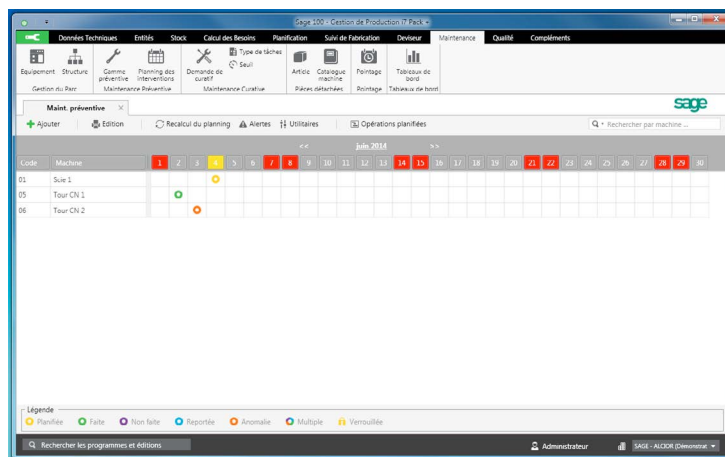 Sage 100 - Gestion de Production i7 Pack
Données Techniques Entités Stock Calcul des Besoins Planification Suivi de Fabrication Deviseur Maintenance Qualité Compléments
Equipement Structure Gamme préventive Planning des interventions Demande de curatif Type de tâches Seuil Article Catalogue machine Pointage Tableaux de bord
Gestion du Parc Maintenance Préventive Maintenance Curative Pièces détachées Pointage Tableaux de bord
Maint. préventive ×
sage
Ajouter Edition Recalcul du planning Alertes Utilitaires Opérations planifiées Rechercher par machine ...
<< juin 2014 >>
Code Machine 1 2 3 4 5 6 7 8 9 10 11 12 13 14 15 16 17 18 19 20 21 22 23 24 25 26 27 28 29 30
01 Scie 1
05 Tour CN 1
06 Tour CN 2
Légende
Planifiée Faite Non faite Reportée Anomalie Multiple Verrouillée
Rechercher les programmes et éditions Administrateur SAGE - ALCIOR (Démonstrat